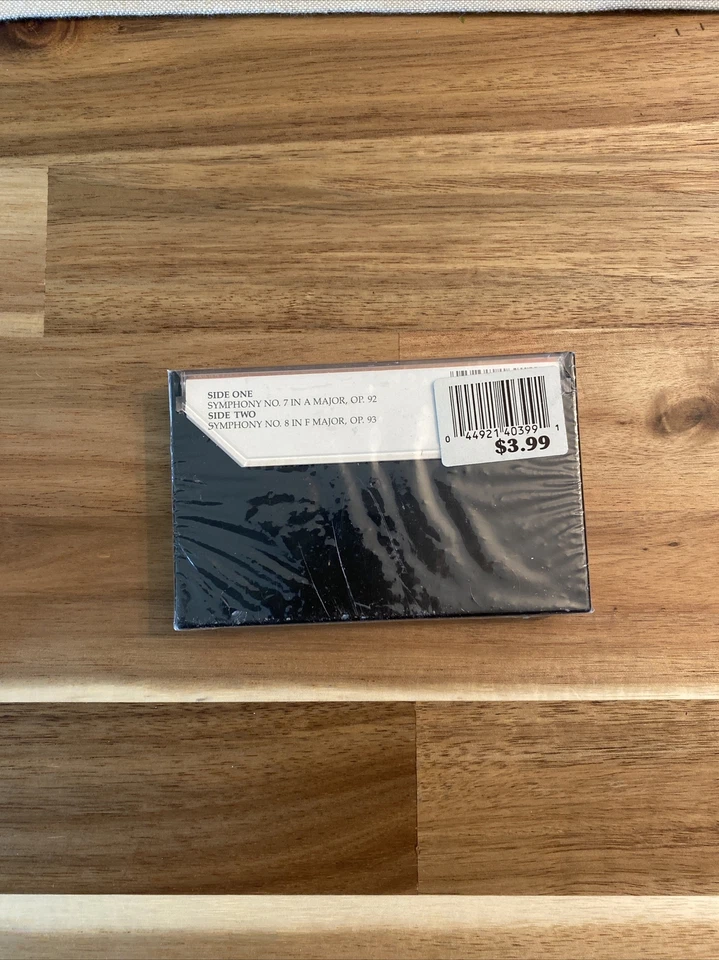 SIDE ONE
SYMPHONY NO. 7 IN A MAJOR, OP. 92
SIDE TWO
SYMPHONY NO. 8 IN F MAJOR, OP. 93
0 44921 40399 1
$3.99